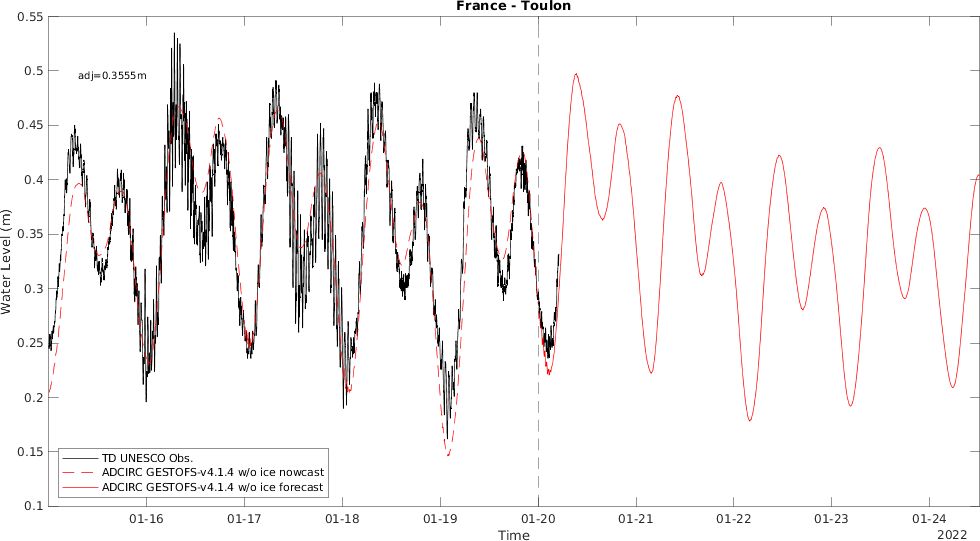 France - Toulon
0.55
0.5
0.45
0.4
0.35
0.3
0.25
0.2
0.15
0.1
Water Level (m)
adj=0.3555m
TD UNESCO Obs.
ADCIRC GESTOFS-v4.1.4 w/o ice nowcast
ADCIRC GESTOFS-v4.1.4 w/o ice forecast
01-16 01-17 01-18 01-19 01-20 01-21 01-22 01-23 01-24
Time
2022